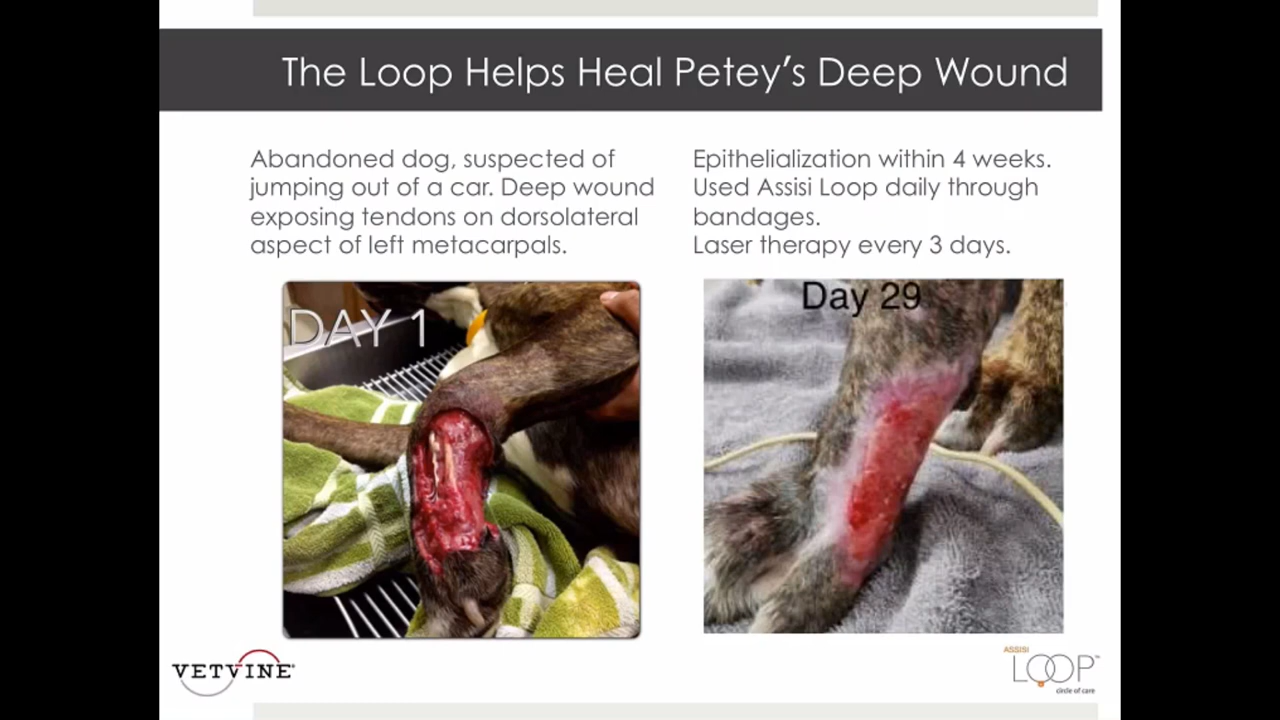 The Loop Helps Heal Petey's Deep Wound
Abandoned dog, suspected of
jumping out of a car. Deep wound
exposing tendons on dorsolateral
aspect of left metacarpals.
Epithelialization within 4 weeks.
Used Assisi Loop daily through
bandages.
Laser therapy every 3 days.
DAY 1
Day 29
VETVINE®
ASSISI
LOOP™
circle of care